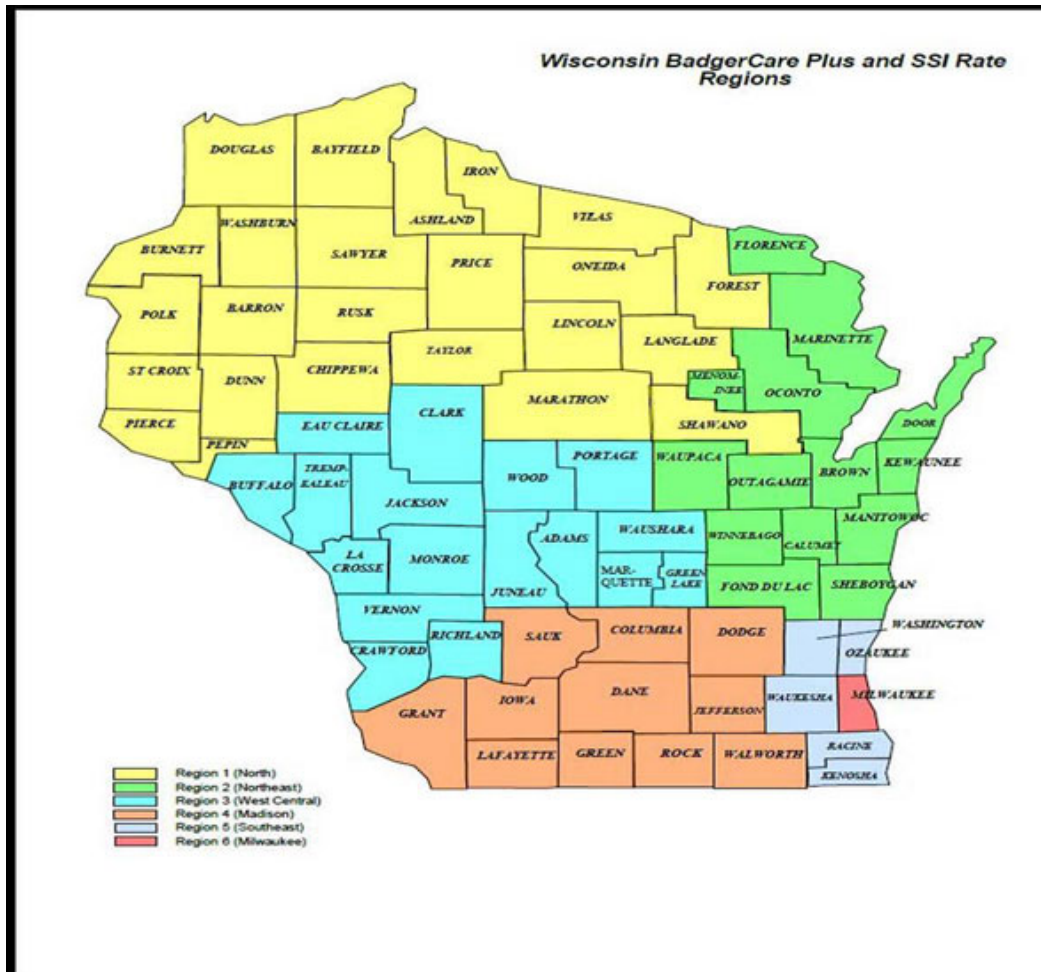 Wisconsin BadgerCare Plus and SSI Rate
Regions
DOUGLAS
BAYFIELD
IRON
ASHLAND
WASHBURN
VILAS
BURNETT
SAWYER
PRICE
ONEIDA
FLORENCE
FOREST
POLK
BARRON
RUSK
LINCOLN
MARINETTE
TAYLOR
LANGLADE
ST CROIX
DUNN
CHIPPEWA
MENOM-
INEE
OCONTO
MARATHON
CLARK
PIERCE
EAU CLAIRE
SHAWANO
DOOR
PEPIN
PORTAGE
WAUPACA
BROWN
KEWAUNEE
BUFFALO
TREMP-
EALEAU
JACKSON
WOOD
OUTAGAMIE
MANITOWOC
WAUSHARA
ADAMS
WINNEBAGO
CALUMET
LA
CROSSE
MONROE
MAR-
QUETTE
GREEN
LAKE
JUNEAU
FOND DU LAC
SHEBOYGAN
VERNON
RICHLAND
SAUK
COLUMBIA
DODGE
WASHINGTON
CRAWFORD
OZAUKEE
DANE
IOWA
WAUKESHA
MILWAUKEE
GRANT
JEFFERSON
LAFAYETTE
GREEN
ROCK
WALWORTH
RACINE
KENOSHA
Region 1 (North)
Region 2 (Northeast)
Region 3 (West Central)
Region 4 (Madison)
Region 5 (Southeast)
Region 6 (Milwaukee)